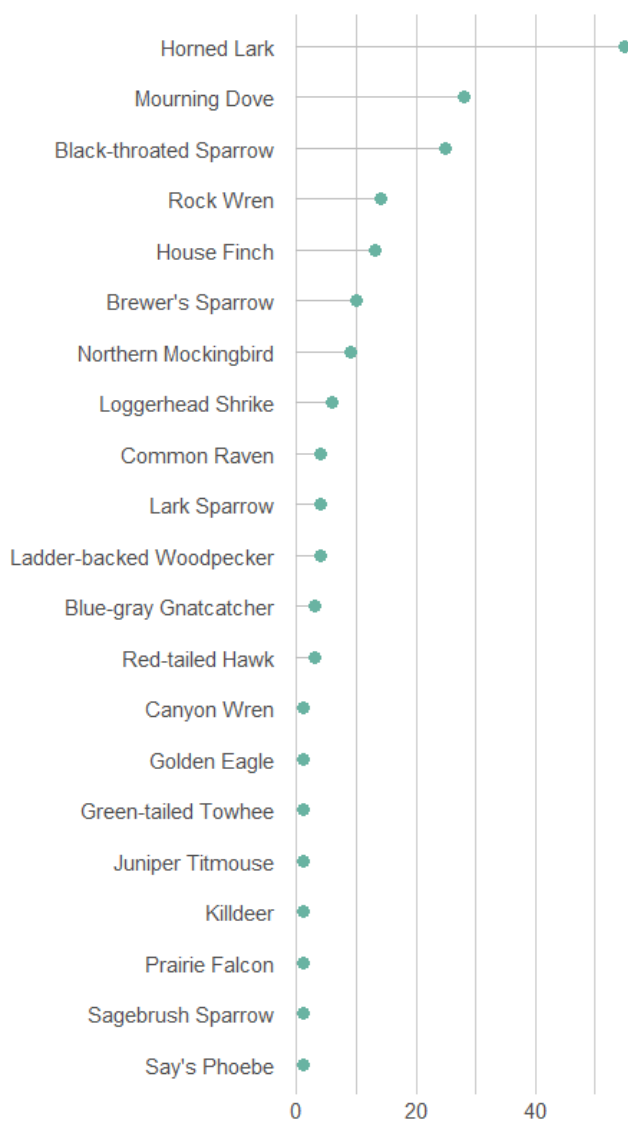 Horned Lark
Mourning Dove
Black-throated Sparrow
Rock Wren
House Finch
Brewer's Sparrow
Northern Mockingbird
Loggerhead Shrike
Common Raven
Lark Sparrow
Ladder-backed Woodpecker
Blue-gray Gnatcatcher
Red-tailed Hawk
Canyon Wren
Golden Eagle
Green-tailed Towhee
Juniper Titmouse
Killdeer
Prairie Falcon
Sagebrush Sparrow
Say's Phoebe
0 20 40